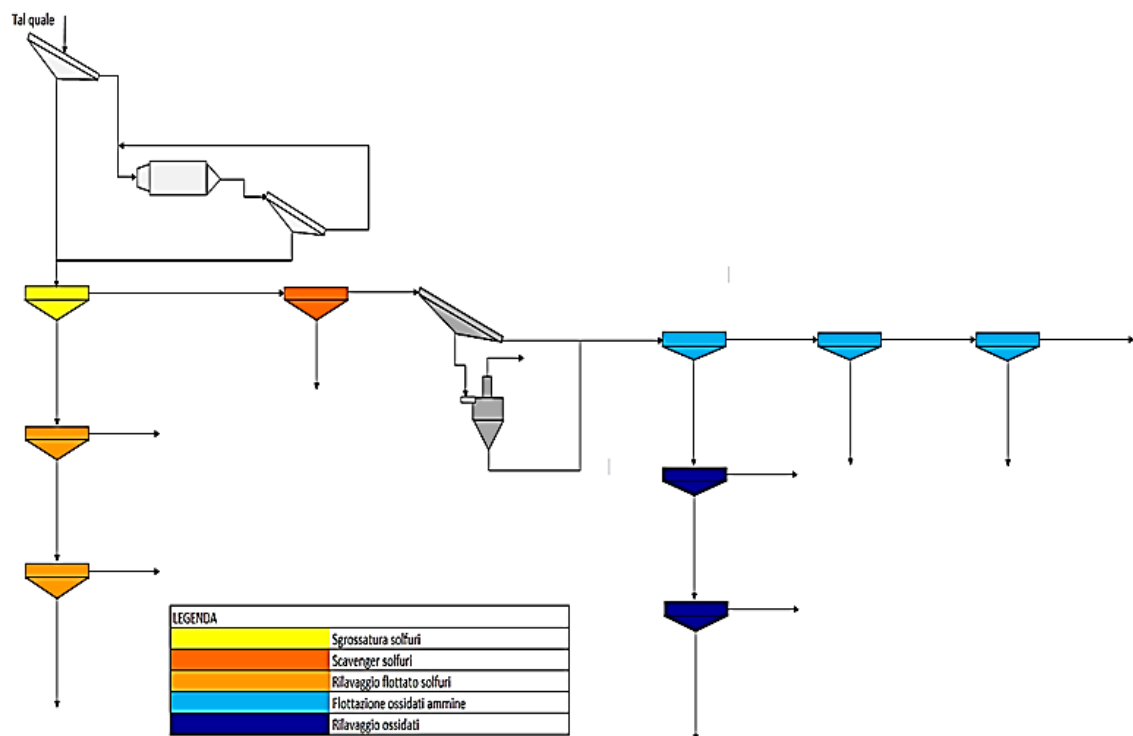 Tal quale
LEGENDA
Sgrossatura solfuri
Scavenger solfuri
Rilavaggio flottato solfuri
Flottazione ossidati ammine
Rilavaggio ossidati